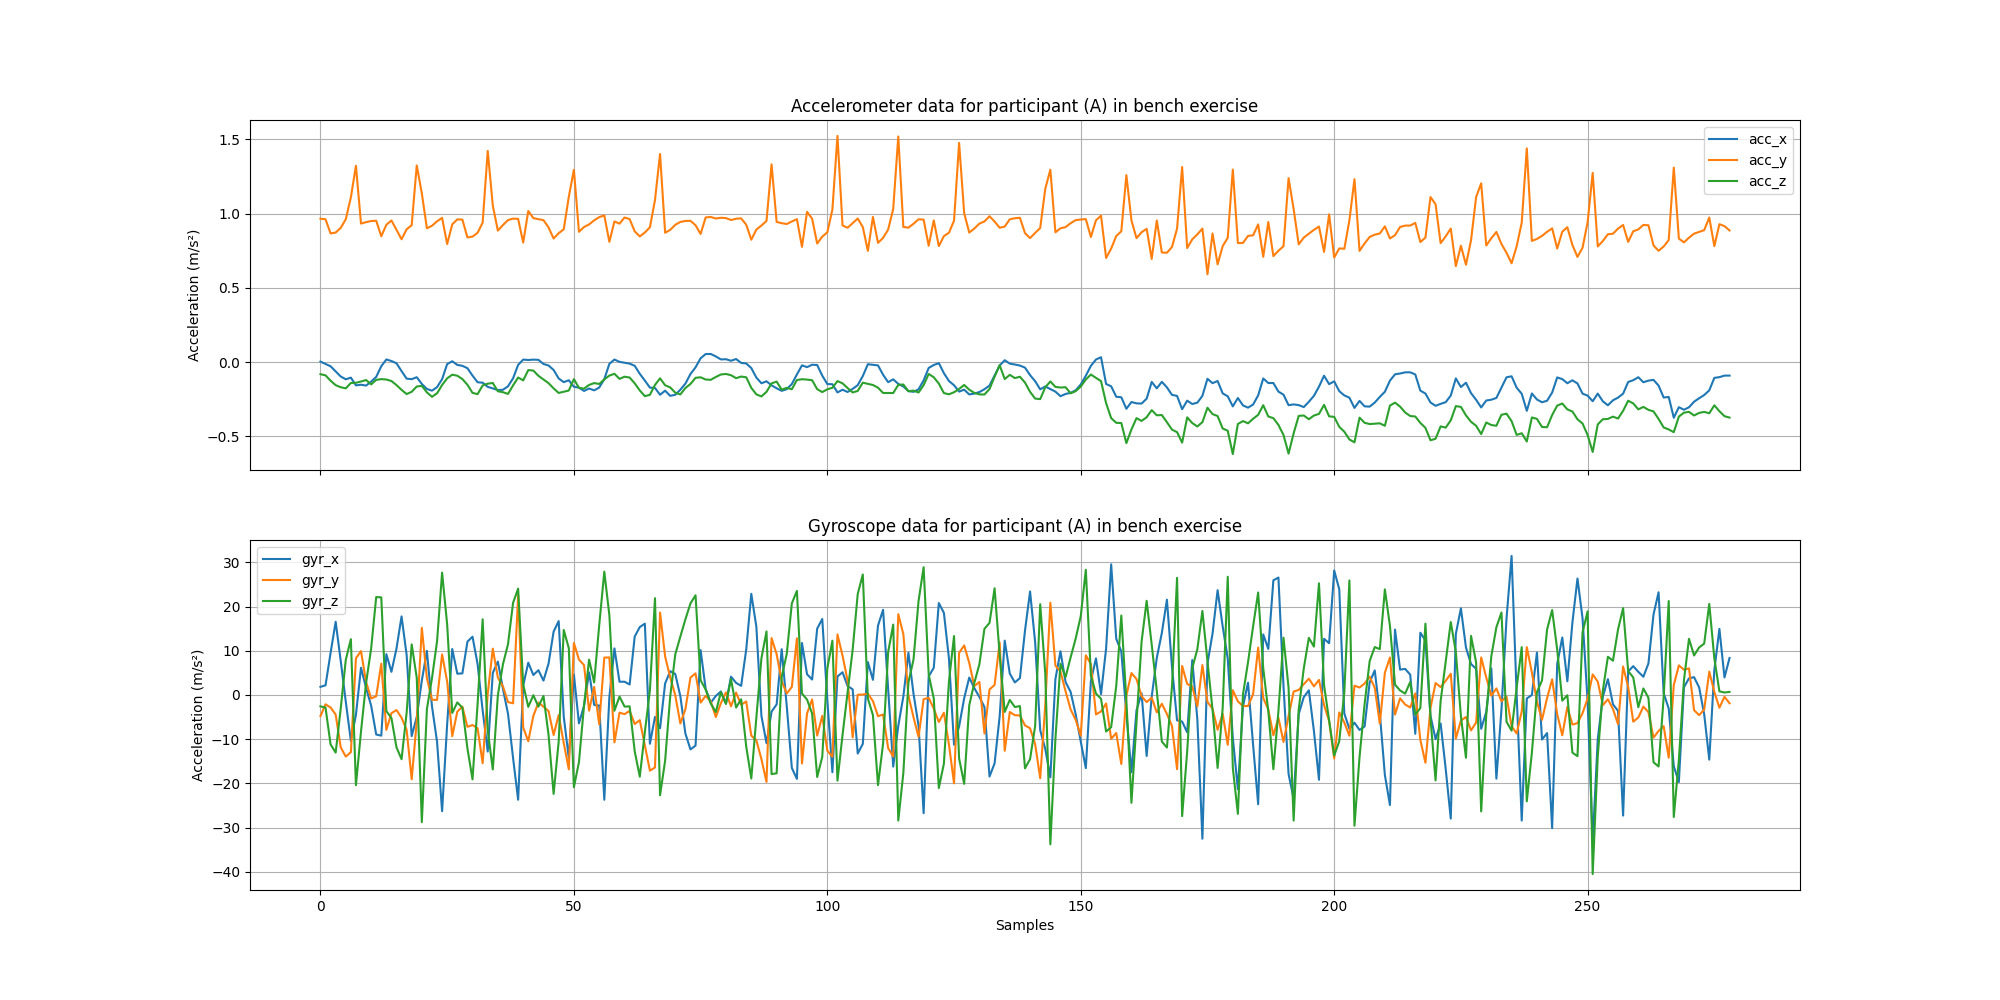 Accelerometer data for participant (A) in bench exercise
acc_x
acc_y
acc_z
1.5
1.0
0.5
0.0
−0.5
Acceleration (m/s²)
Gyroscope data for participant (A) in bench exercise
gyr_x
gyr_y
gyr_z
30
20
10
0
−10
−20
−30
−40
Acceleration (m/s²)
0 50 100 150 200 250
Samples